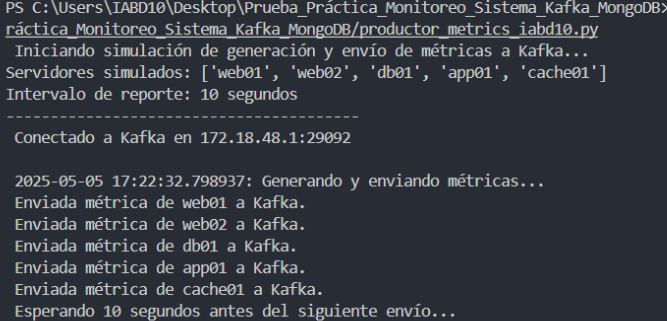 PS C:\Users\IABD10\Desktop\Prueba_Práctica_Monitoreo_Sistema_Kafka_MongoDB>
ráctica_Monitoreo_Sistema_Kafka_MongoDB/productor_metrics_iabd10.py
Iniciando simulación de generación y envío de métricas a Kafka...
Servidores simulados: ['web01', 'web02', 'db01', 'app01', 'cache01']
Intervalo de reporte: 10 segundos
----------------------------------------
Conectado a Kafka en 172.18.48.1:29092
2025-05-05 17:22:32.798937: Generando y enviando métricas...
Enviada métrica de web01 a Kafka.
Enviada métrica de web02 a Kafka.
Enviada métrica de db01 a Kafka.
Enviada métrica de app01 a Kafka.
Enviada métrica de cache01 a Kafka.
Esperando 10 segundos antes del siguiente envío...